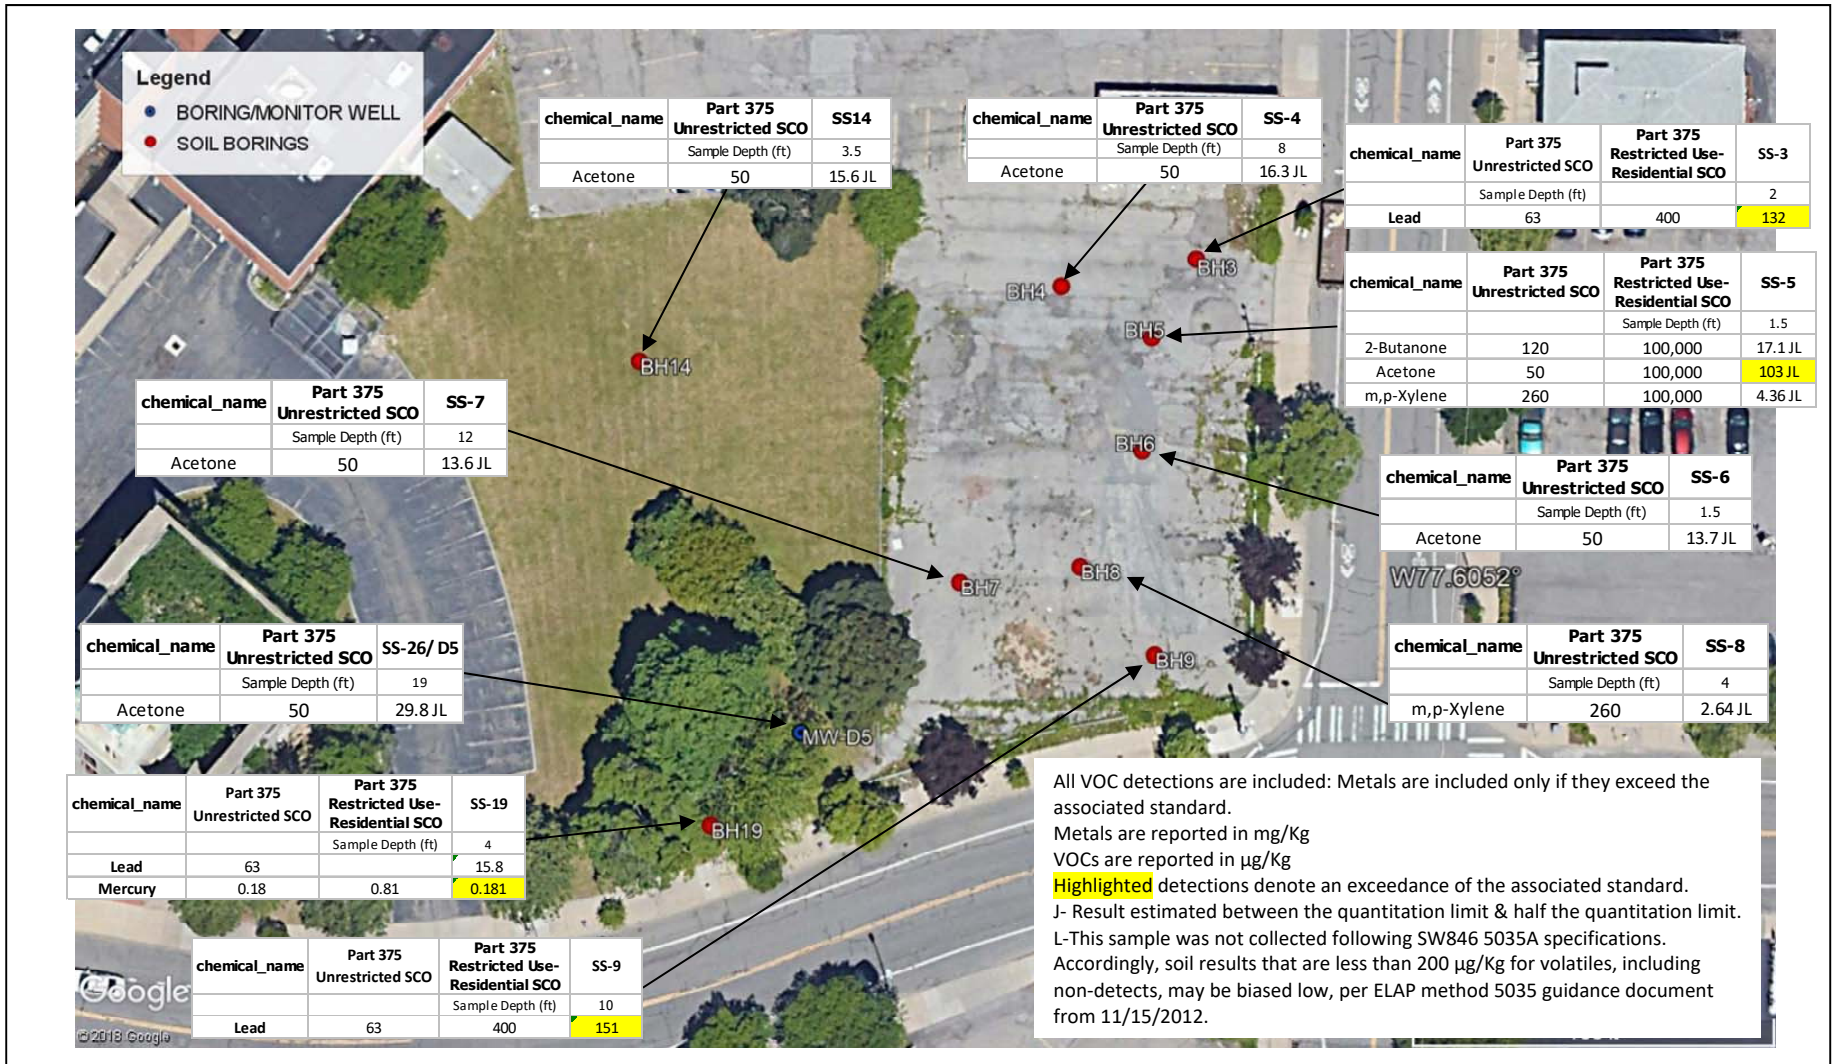 Legend
BORING/MONITOR WELL
SOIL BORINGS
chemical_name Part 375 Unrestricted SCO SS14
Sample Depth (ft) 3.5
Acetone 50 15.6 JL
chemical_name Part 375 Unrestricted SCO SS-4
Sample Depth (ft) 8
Acetone 50 16.3 JL
chemical_name Part 375 Unrestricted SCO Part 375 Restricted Use-Residential SCO SS-3
Sample Depth (ft) 2
Lead 63 400 132
BH3
BH4
chemical_name Part 375 Unrestricted SCO Part 375 Restricted Use-Residential SCO SS-5
Sample Depth (ft) 1.5
2-Butanone 120 100,000 17.1 JL
Acetone 50 100,000 103 JL
m,p-Xylene 260 100,000 4.36 JL
BH5
BH14
chemical_name Part 375 Unrestricted SCO SS-7
Sample Depth (ft) 12
Acetone 50 13.6 JL
BH6
chemical_name Part 375 Unrestricted SCO SS-6
Sample Depth (ft) 1.5
Acetone 50 13.7 JL
W77.6052°
BH8
BH7
chemical_name Part 375 Unrestricted SCO SS-26/ D5
Sample Depth (ft) 19
Acetone 50 29.8 JL
BH9
chemical_name Part 375 Unrestricted SCO SS-8
Sample Depth (ft) 4
m,p-Xylene 260 2.64 JL
MW-D5
chemical_name Part 375 Unrestricted SCO Part 375 Restricted Use-Residential SCO SS-19
Sample Depth (ft) 4
Lead 63 15.8
Mercury 0.18 0.81 0.181
BH19
All VOC detections are included: Metals are included only if they exceed the
associated standard.
Metals are reported in mg/Kg
VOCs are reported in µg/Kg
Highlighted detections denote an exceedance of the associated standard.
J- Result estimated between the quantitation limit & half the quantitation limit.
L-This sample was not collected following SW846 5035A specifications.
Accordingly, soil results that are less than 200 µg/Kg for volatiles, including
non-detects, may be biased low, per ELAP method 5035 guidance document
from 11/15/2012.
chemical_name Part 375 Unrestricted SCO Part 375 Restricted Use-Residential SCO SS-9
Sample Depth (ft) 10
Lead 63 400 151
Google
©2018 Google